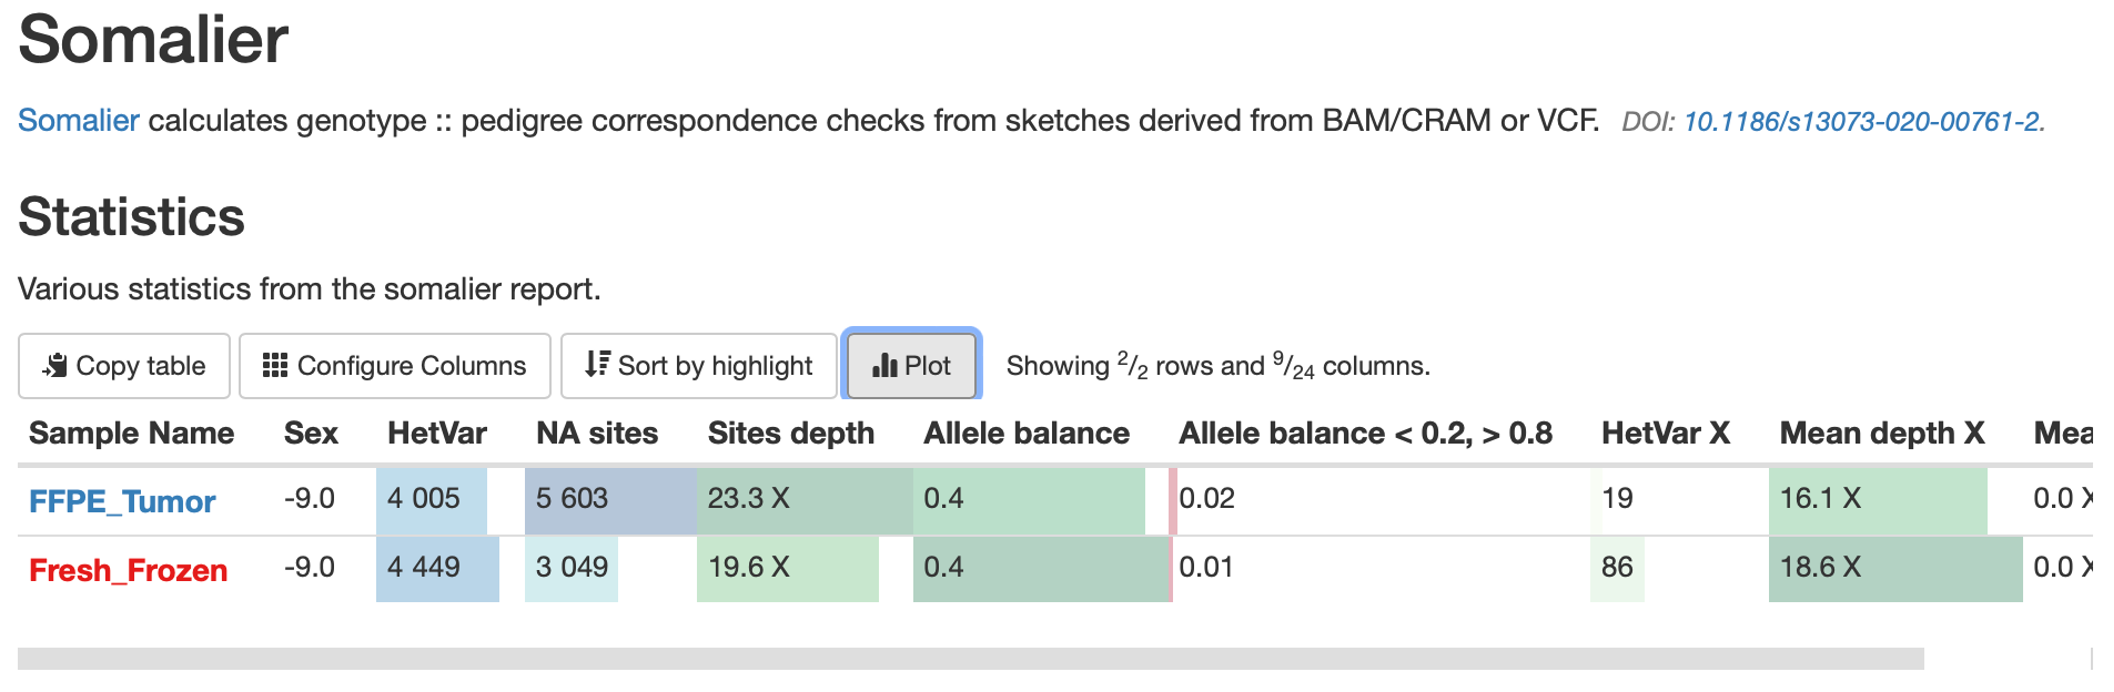 Somalier
Somalier calculates genotype :: pedigree correspondence checks from sketches derived from BAM/CRAM or VCF. DOI: 10.1186/s13073-020-00761-2.
Statistics
Various statistics from the somalier report.
Copy table Configure Columns Sort by highlight Plot Showing 2/2 rows and 9/24 columns.
Sample Name Sex HetVar NA sites Sites depth Allele balance Allele balance < 0.2, > 0.8 HetVar X Mean depth X Mea
FFPE_Tumor -9.0 4 005 5 603 23.3 X 0.4 0.02 19 16.1 X 0.0 X
Fresh_Frozen -9.0 4 449 3 049 19.6 X 0.4 0.01 86 18.6 X 0.0 X